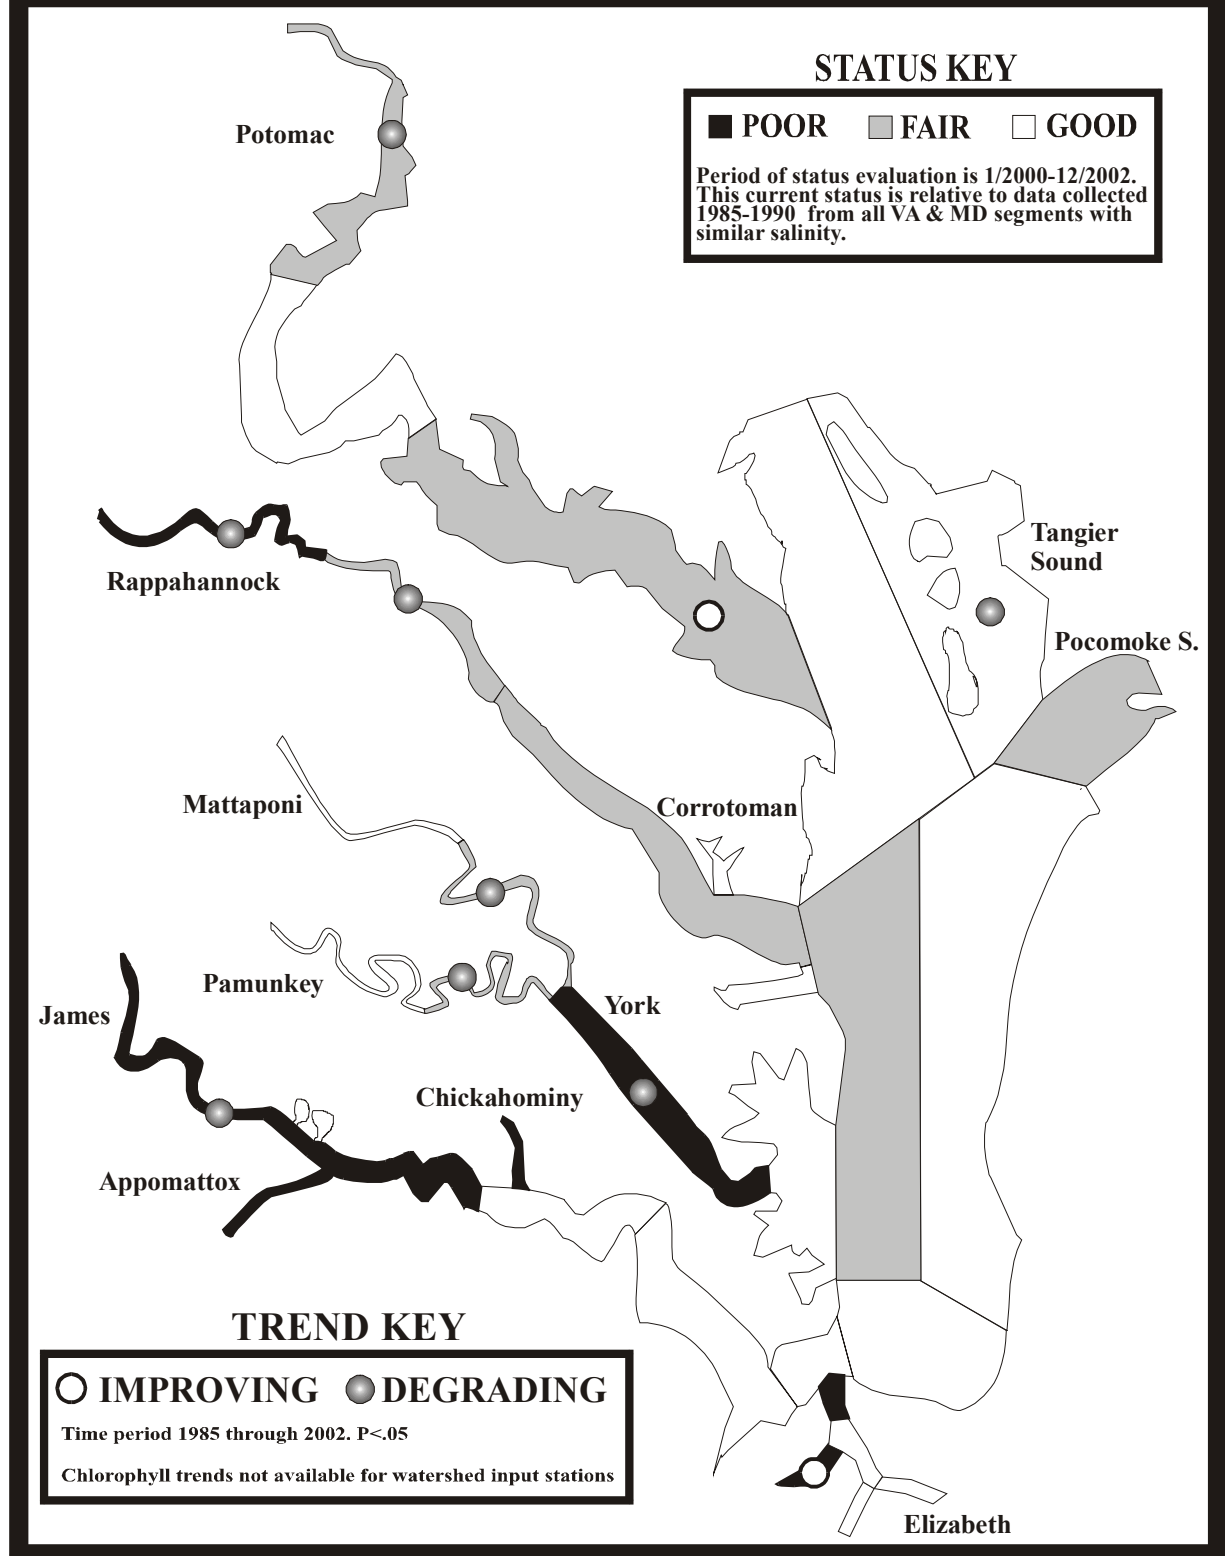 STATUS KEY
POOR FAIR GOOD
Period of status evaluation is 1/2000-12/2002.
This current status is relative to data collected
1985-1990 from all VA & MD segments with
similar salinity.
Potomac
Rappahannock
Tangier
Sound
Pocomoke S.
Mattaponi
Corrotoman
Pamunkey
York
James
Chickahominy
Appomattox
TREND KEY
IMPROVING DEGRADING
Time period 1985 through 2002. P<.05
Chlorophyll trends not available for watershed input stations
Elizabeth